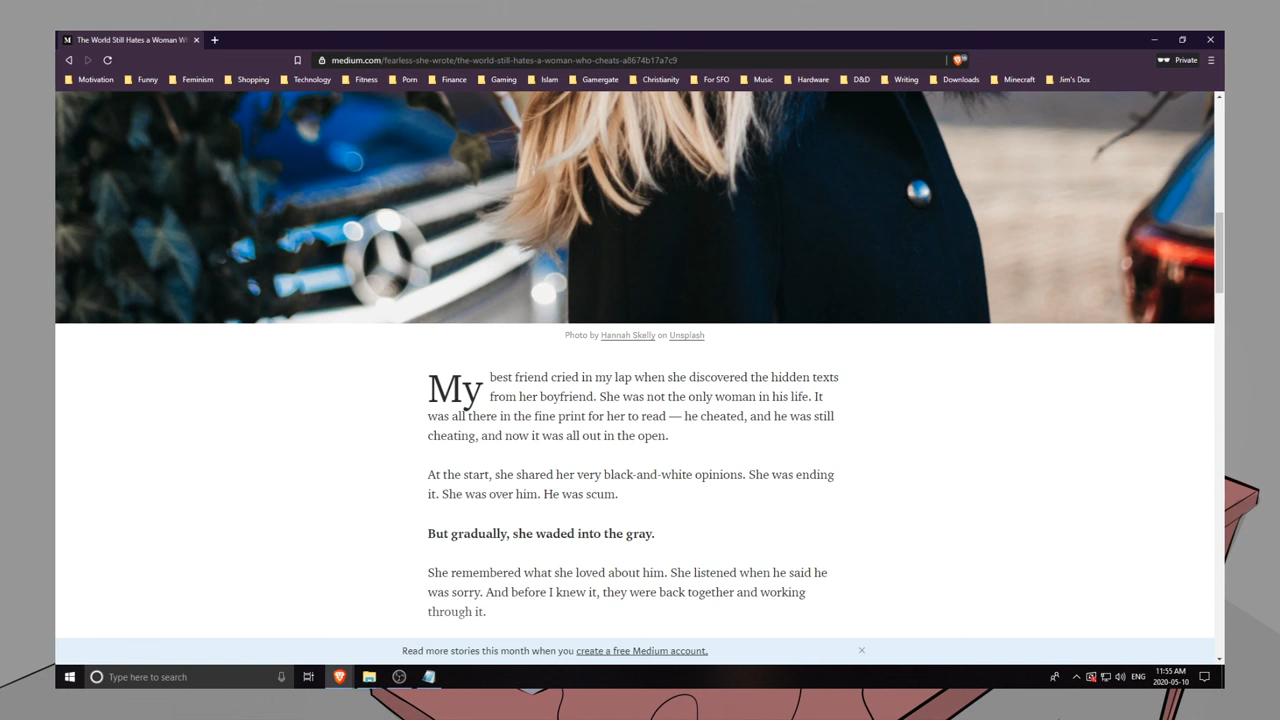 The World Still Hates a Woman W
medium.com/fearless-she-wrote/the-world-still-hates-a-woman-who-cheats-a8674b17a7c9
Private
Motivation Funny Feminism Shopping Technology Fitness Porn Finance Gaming Islam Gamergate Christianity For SFO Music Hardware D&D Writing Downloads Minecraft Jim's Dox
Photo by Hannah Skelly on Unsplash
My best friend cried in my lap when she discovered the hidden texts
from her boyfriend. She was not the only woman in his life. It
was all there in the fine print for her to read — he cheated, and he was still
cheating, and now it was all out in the open.
At the start, she shared her very black-and-white opinions. She was ending
it. She was over him. He was scum.
But gradually, she waded into the gray.
She remembered what she loved about him. She listened when he said he
was sorry. And before I knew it, they were back together and working
through it.
Read more stories this month when you create a free Medium account.
Type here to search
ENG
11:55 AM
2020-05-10